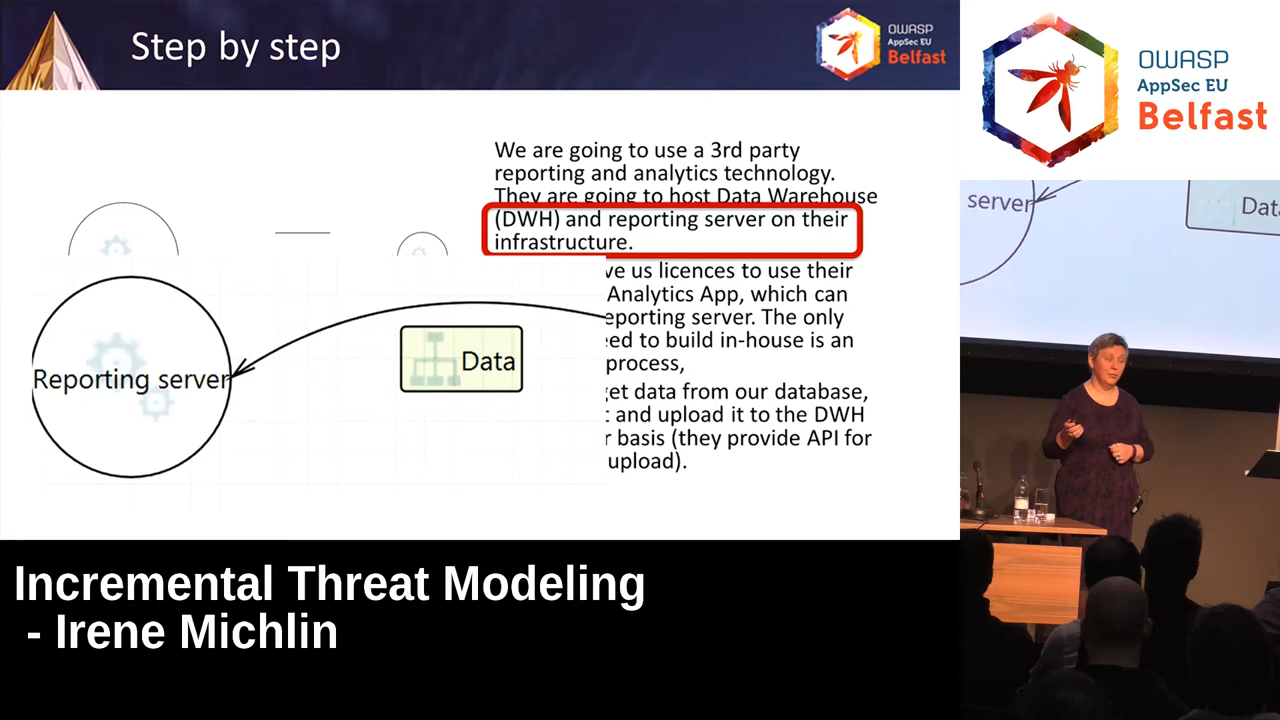 Step by step
OWASP
AppSec EU
Belfast
We are going to use a 3rd party
reporting and analytics technology.
They are going to host Data Warehouse
(DWH) and reporting server on their
infrastructure.
ve us licences to use their
Analytics App, which can
eporting server. The only
eed to build in-house is an
process,
get data from our database,
t and upload it to the DWH
r basis (they provide API for
upload).
Reporting server
Data
OWASP
AppSec EU
Belfast
server
Data
Incremental Threat Modeling
- Irene Michlin